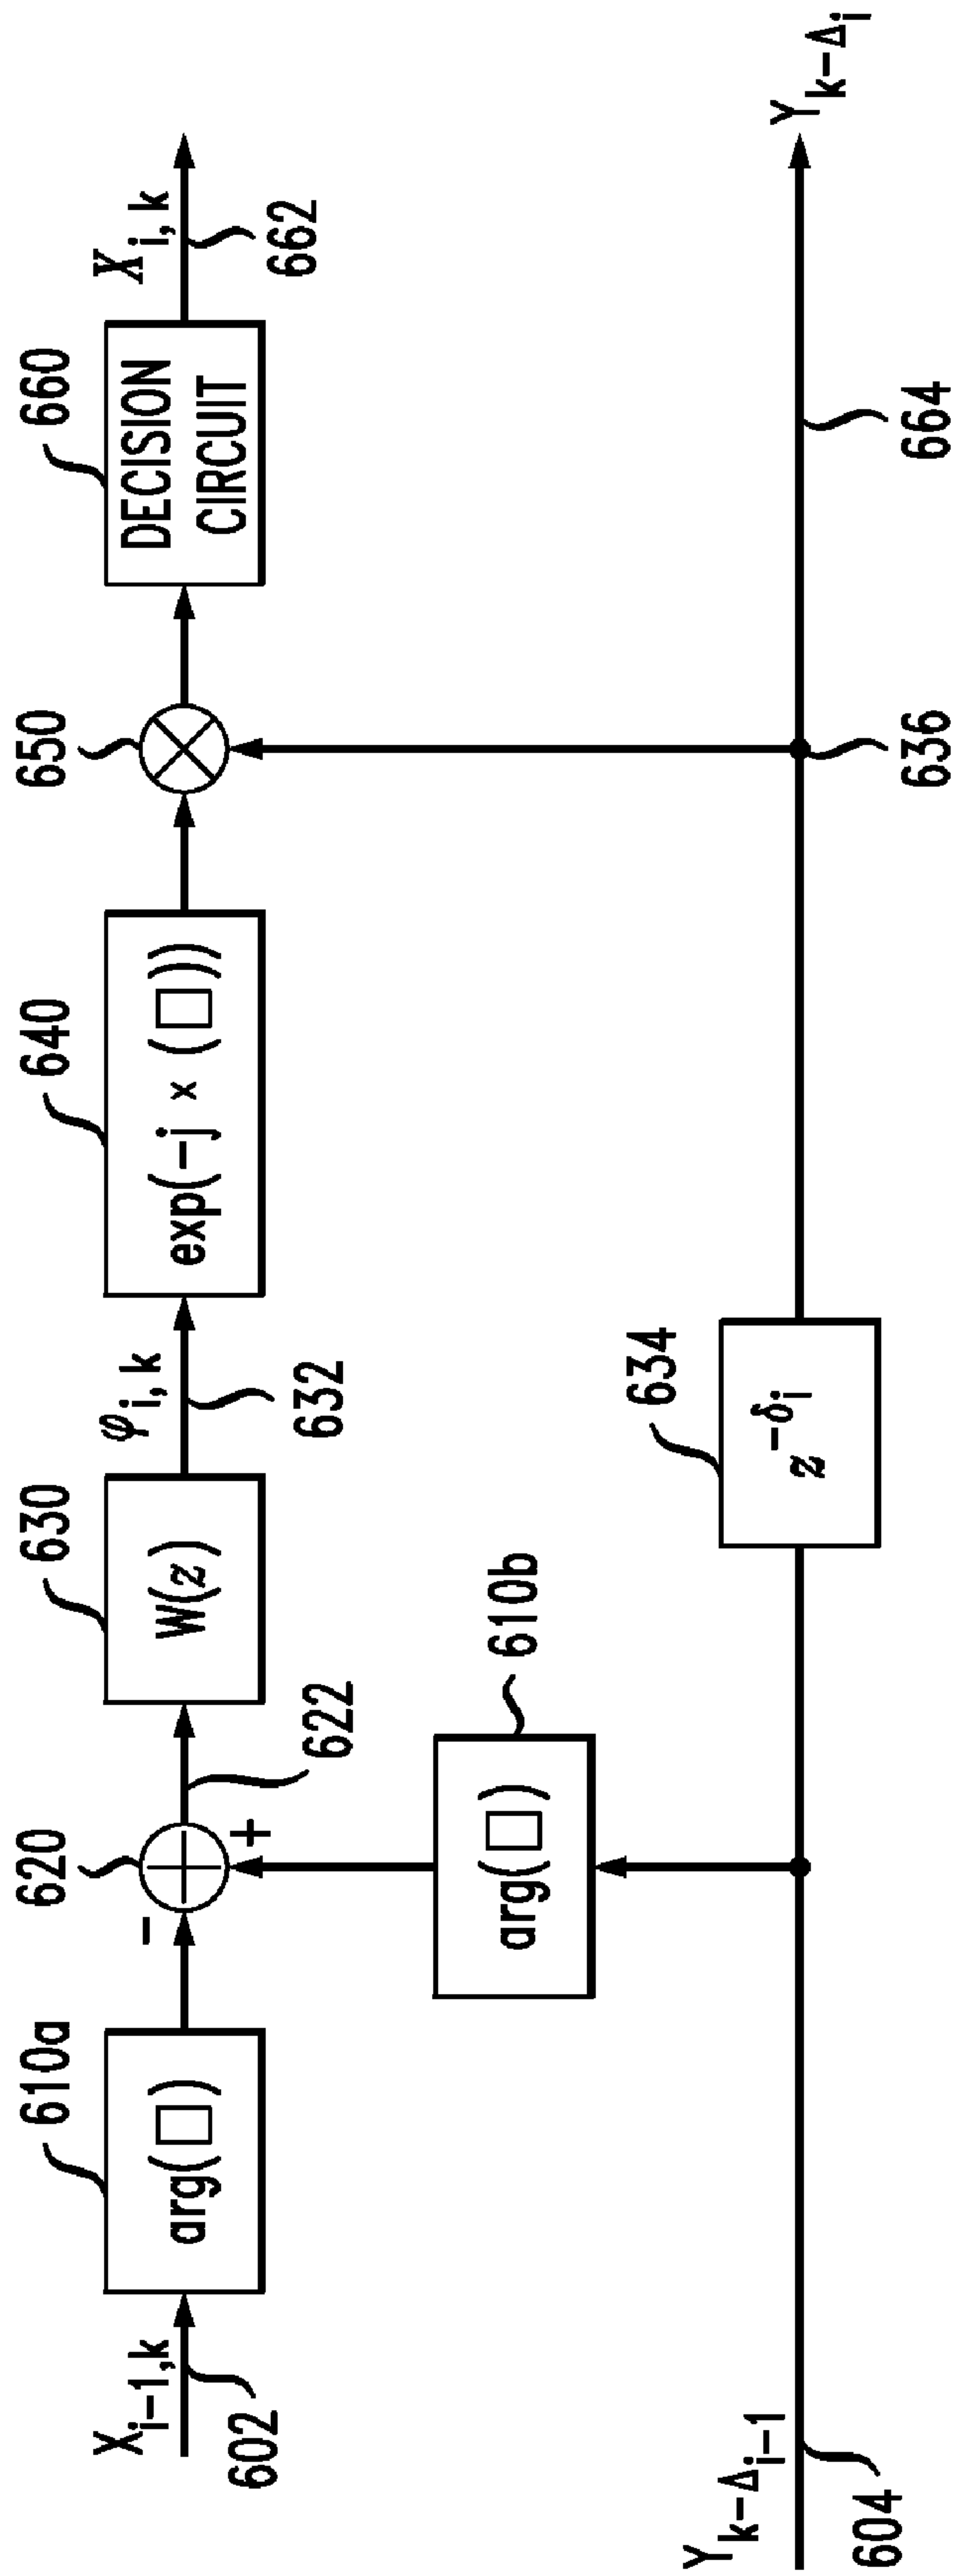 X_{i-1,k}
602
610a
arg(□)
620
-
+
622
630
W(z)
φ_{i,k}
632
640
exp(-j × (□))
650
660
DECISION
CIRCUIT
X_{i,k}
662
610b
arg(□)
Y_{k-Δ_{i-1}}
604
634
z^{-δ_i}
636
664
Y_{k-Δ_i}